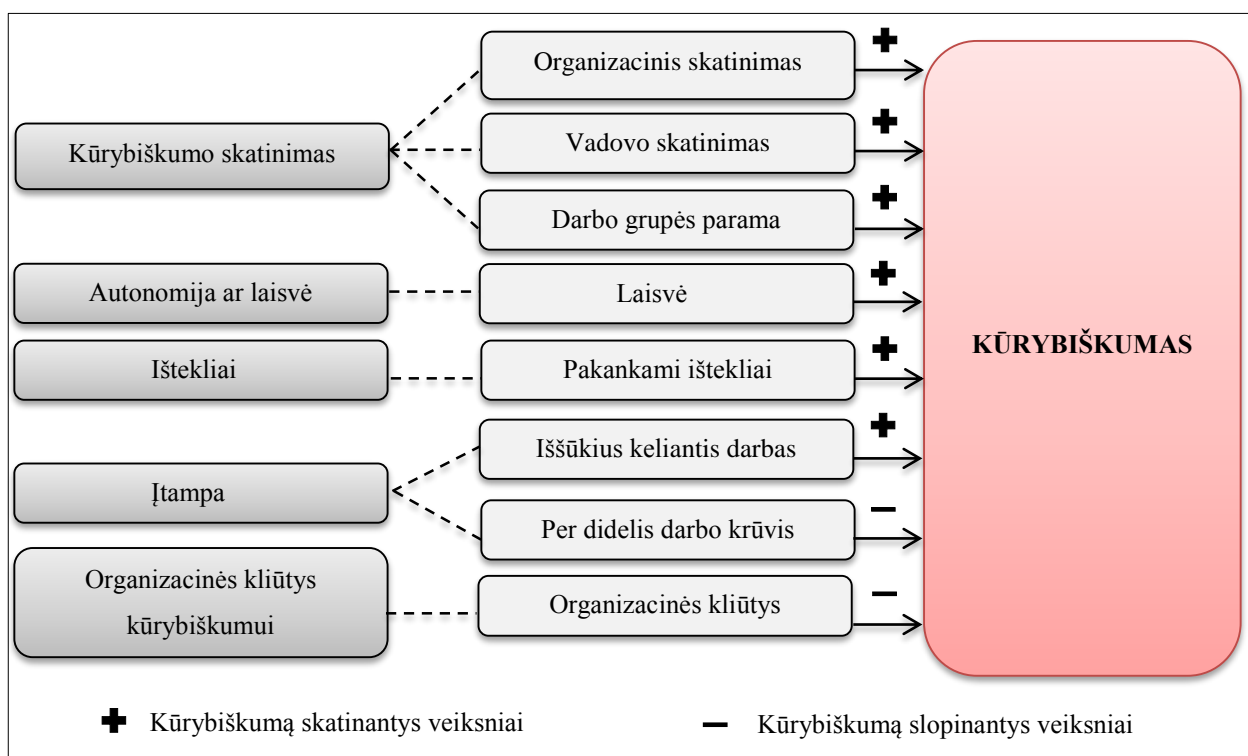 Kūrybiškumo skatinimas
Organizacinis skatinimas
+
Vadovo skatinimas
+
Darbo grupės parama
+
Autonomija ar laisvė
Laisvė
+
Ištekliai
Pakankami ištekliai
+
Įtampa
Iššūkius keliantis darbas
+
Per didelis darbo krūvis
–
Organizacinės kliūtys
kūrybiškumui
Organizacinės kliūtys
–
KŪRYBIŠKUMAS
+ Kūrybiškumą skatinantys veiksniai
– Kūrybiškumą slopinantys veiksniai